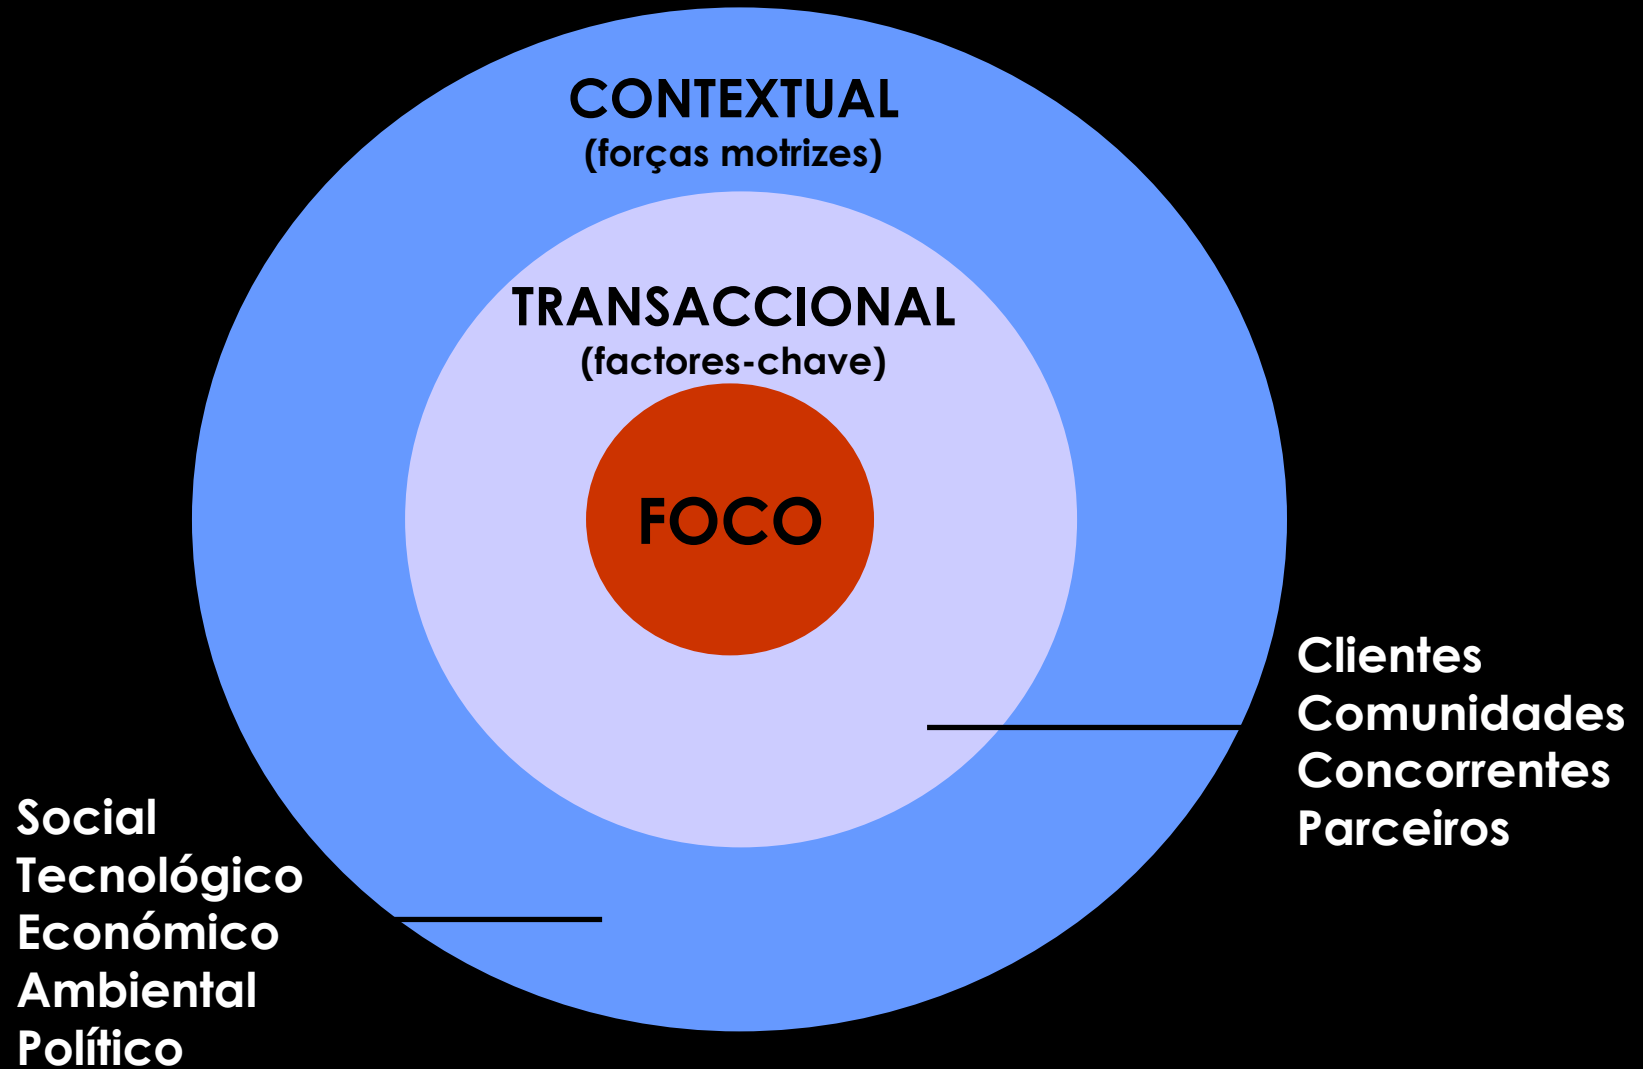 CONTEXTUAL
(forças motrizes)
TRANSACCIONAL
(factores-chave)
FOCO
Clientes
Comunidades
Concorrentes
Parceiros
Social
Tecnológico
Económico
Ambiental
Político